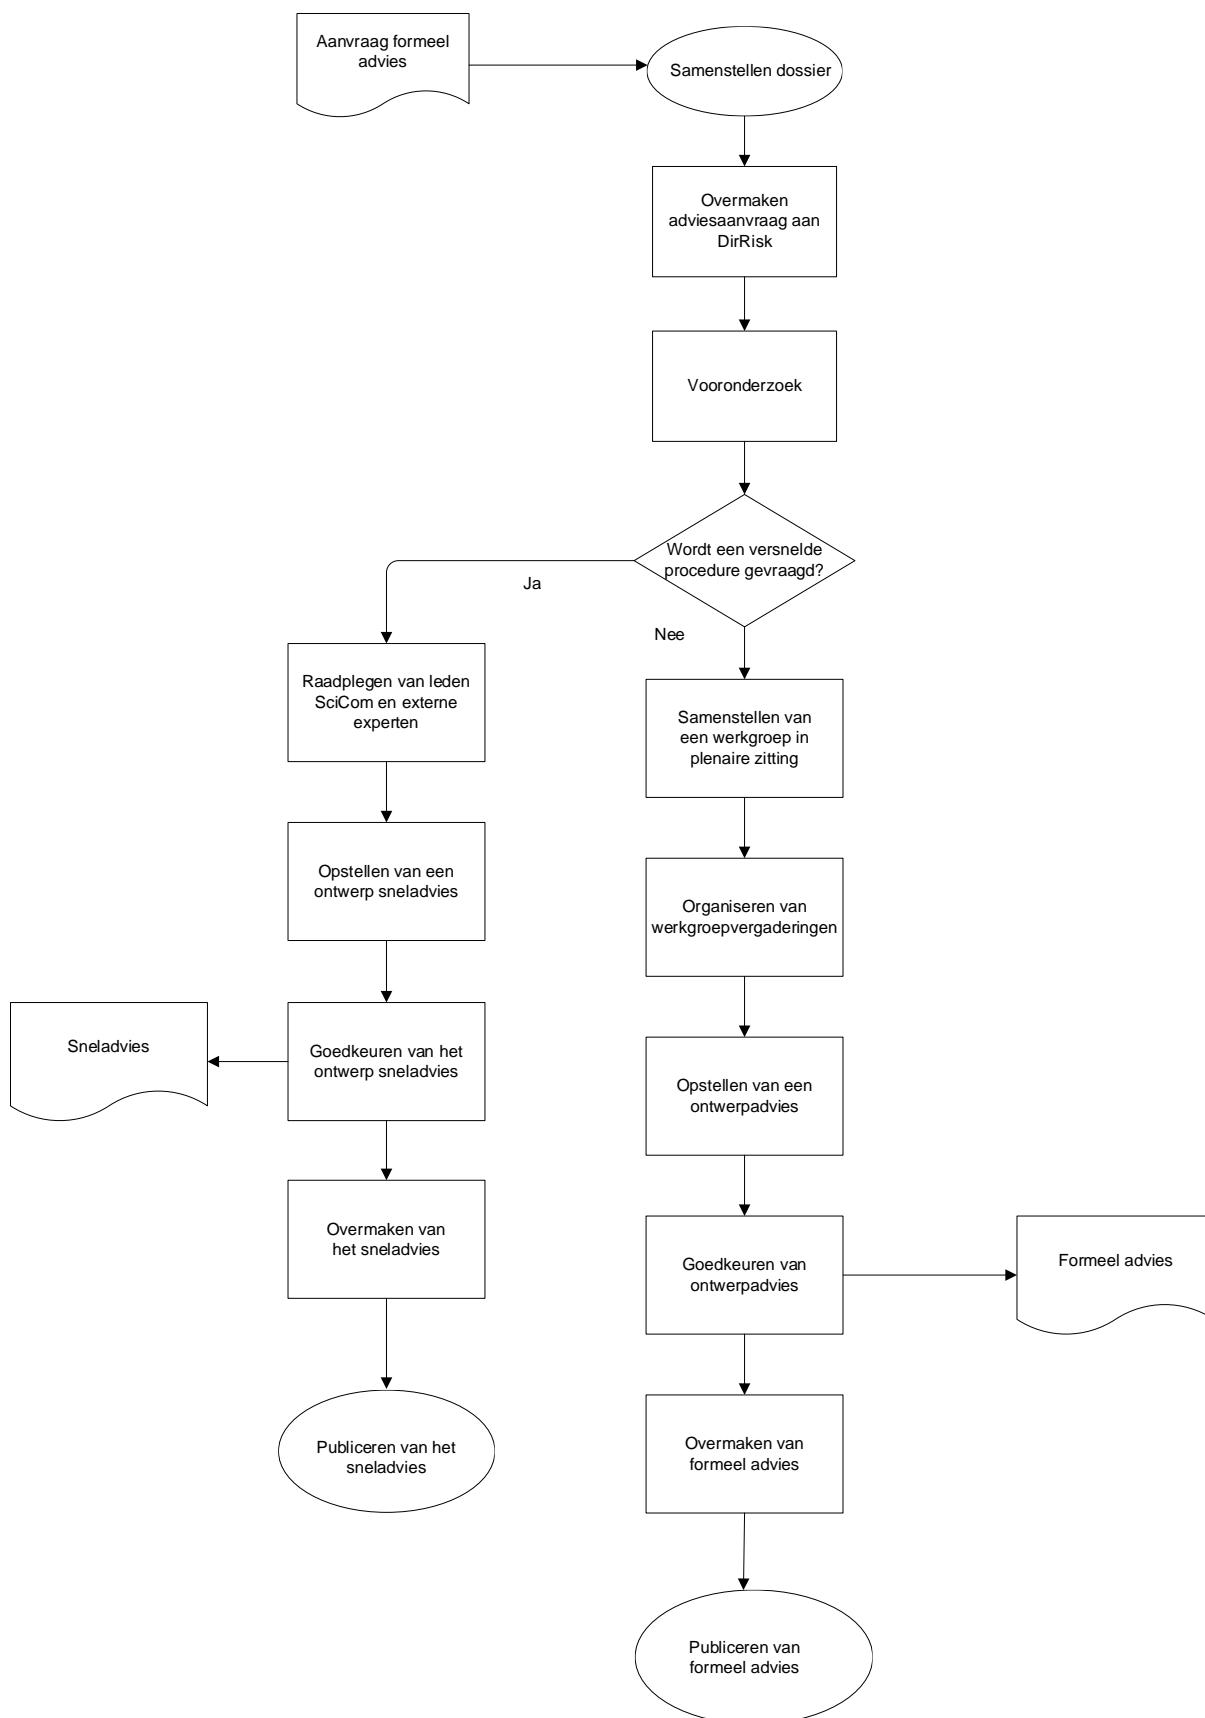 Aanvraag formeel
advies
Samenstellen dossier
Overmaken
adviesaanvraag aan
DirRisk
Vooronderzoek
Wordt een versnelde
procedure gevraagd?
Ja
Nee
Raadplegen van leden
SciCom en externe
experten
Samenstellen van
een werkgroep in
plenaire zitting
Opstellen van een
ontwerp sneladvies
Organiseren van
werkgroepvergaderingen
Sneladvies
Goedkeuren van het
ontwerp sneladvies
Opstellen van een
ontwerpadvies
Overmaken van
het sneladvies
Goedkeuren van
ontwerpadvies
Formeel advies
Publiceren van het
sneladvies
Overmaken van
formeel advies
Publiceren van
formeel advies